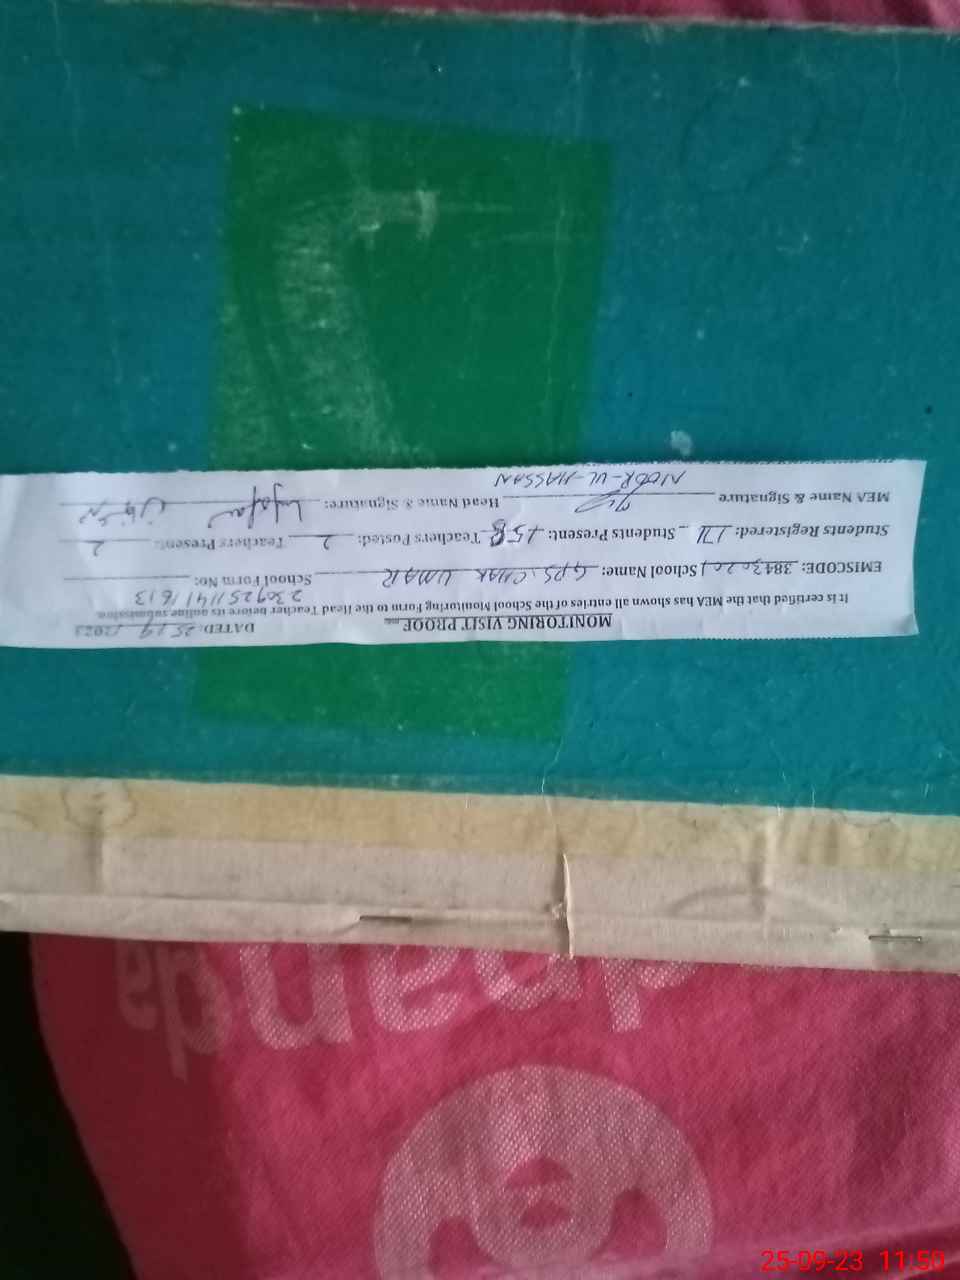 MONITORING VISIT PROOF DATED: 25/9/2023
It is certified that the MEA has shown all entries of the School Monitoring Form to the Head Teacher before its online submission.
EMISCODE: 38430201 School Name: GPS. CHAK UMAR School Form No: 23092511411613
Students Registered: 171 Students Present: 158 Teachers Posted: 2 Teachers Present: 2
MEA Name & Signature NOOR-UL-HASSAN Head Name & Signature:
panda
25-09-23 11:50